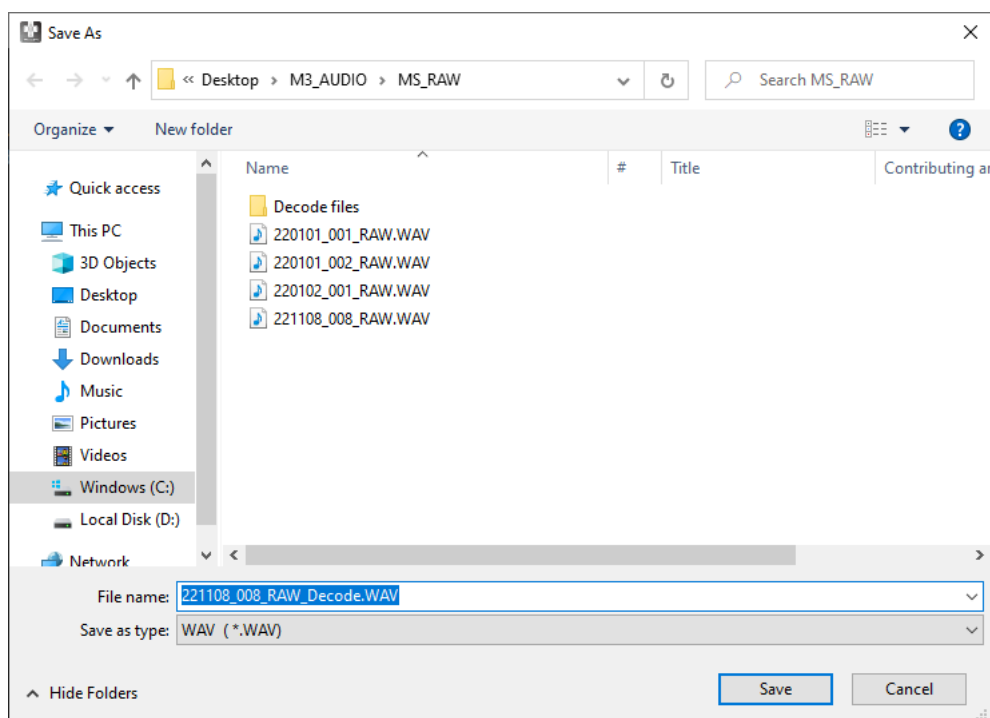 Save As
« Desktop › M3_AUDIO › MS_RAW
Search MS_RAW
Organize
New folder
Name
#
Title
Contributing ar
Quick access
This PC
3D Objects
Desktop
Documents
Downloads
Music
Pictures
Videos
Windows (C:)
Local Disk (D:)
Network
Decode files
220101_001_RAW.WAV
220101_002_RAW.WAV
220102_001_RAW.WAV
221108_008_RAW.WAV
File name: 221108_008_RAW_Decode.WAV
Save as type: WAV ( *.WAV)
Hide Folders
Save
Cancel